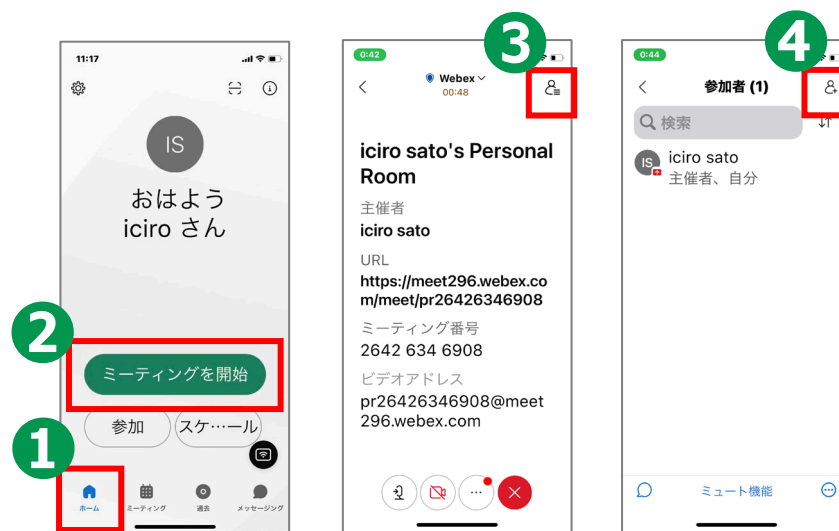 2
1
11:17
IS
おはよう
iciro さん
ミーティングを開始
参加
スケ…ール
ホーム
ミーティング
過去
メッセージング
3
0:42
Webex
00:48
iciro sato's Personal
Room
主催者
iciro sato
URL
https://meet296.webex.co
m/meet/pr26426346908
ミーティング番号
2642 634 6908
ビデオアドレス
pr26426346908@meet
296.webex.com
4
0:44
参加者 (1)
検索
IS
iciro sato
主催者、自分
ミュート機能